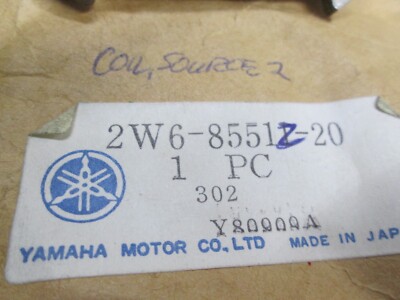 COIL, SOURCE 2
2W6-85512-20
1 PC
302
Y80909A
YAMAHA MOTOR CO., LTD MADE IN JAP